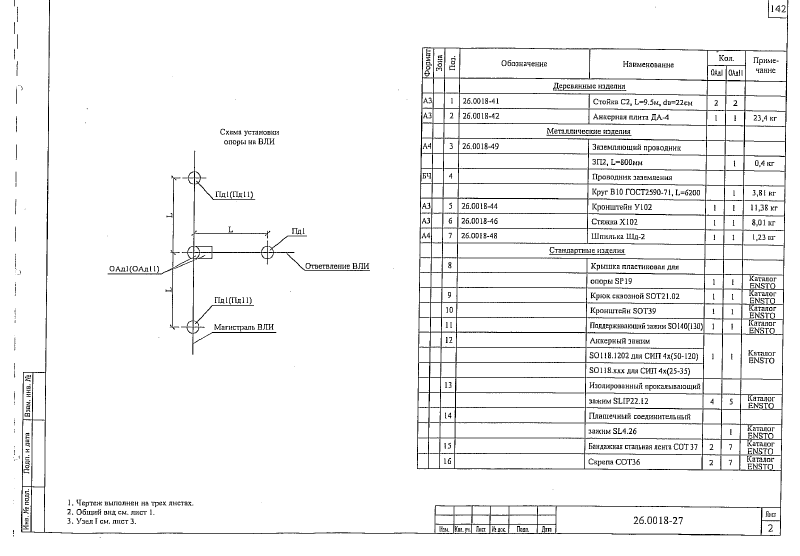 142
Схема установки
опоры на ВЛИ
Пд1(Пд11)
L
L
Пд1
ОАд1(ОАд11)
Ответвление ВЛИ
L
Пд1(Пд11)
Магистраль ВЛИ
1. Чертеж выполнен на трех листах.
2. Общий вид см. лист 1.
3. Узел I см. лист 3.
Взам. инв. №
Подп. и дата
Инв. № подл.
Формат Зона Поз. Обозначение Наименование Кол. Приме-
ОАд1 ОАд11 чание
Деревянные изделия
А3 1 26.0018-41 Стойка С2, L=9.5м, dв=22см 2 2
А3 2 26.0018-42 Анкерная плита ДА-4 1 1 23,4 кг
Металлические изделия
А4 3 26.0018-49 Заземляющий проводник
ЗП2, L=800мм 1 0,4 кг
БЧ 4 Проводник заземления
Круг В10 ГОСТ2590-71, L=6200 1 3,81 кг
А3 5 26.0018-44 Кронштейн У102 1 1 11,38 кг
А3 6 26.0018-46 Стяжка Х102 1 1 8,01 кг
А4 7 26.0018-48 Шпилька Шд-2 1 1 1,23 кг
Стандартные изделия
8 Крышка пластиковая для
опоры SP19 1 1 Каталог ENSTO
9 Крюк сквозной SOT21.02 1 1 Каталог ENSTO
10 Кронштейн SOT39 1 1 Каталог ENSTO
11 Поддерживающий зажим SO140(130) 1 1 Каталог ENSTO
12 Анкерный зажим
SO118.1202 для СИП 4х(50-120) 1 1 Каталог ENSTO
SO118.xxx для СИП 4х(25-35)
13 Изолированный прокалывающий
зажим SLIP22.12 4 5 Каталог ENSTO
14 Плашечный соединительный
зажим SL4.26 1 Каталог ENSTO
15 Бандажная стальная лента СОТ37 2 7 Каталог ENSTO
16 Скрепа СОТ36 2 7 Каталог ENSTO
Изм. Кол. уч. Лист № док. Подп. Дата
26.0018-27
Лист
2